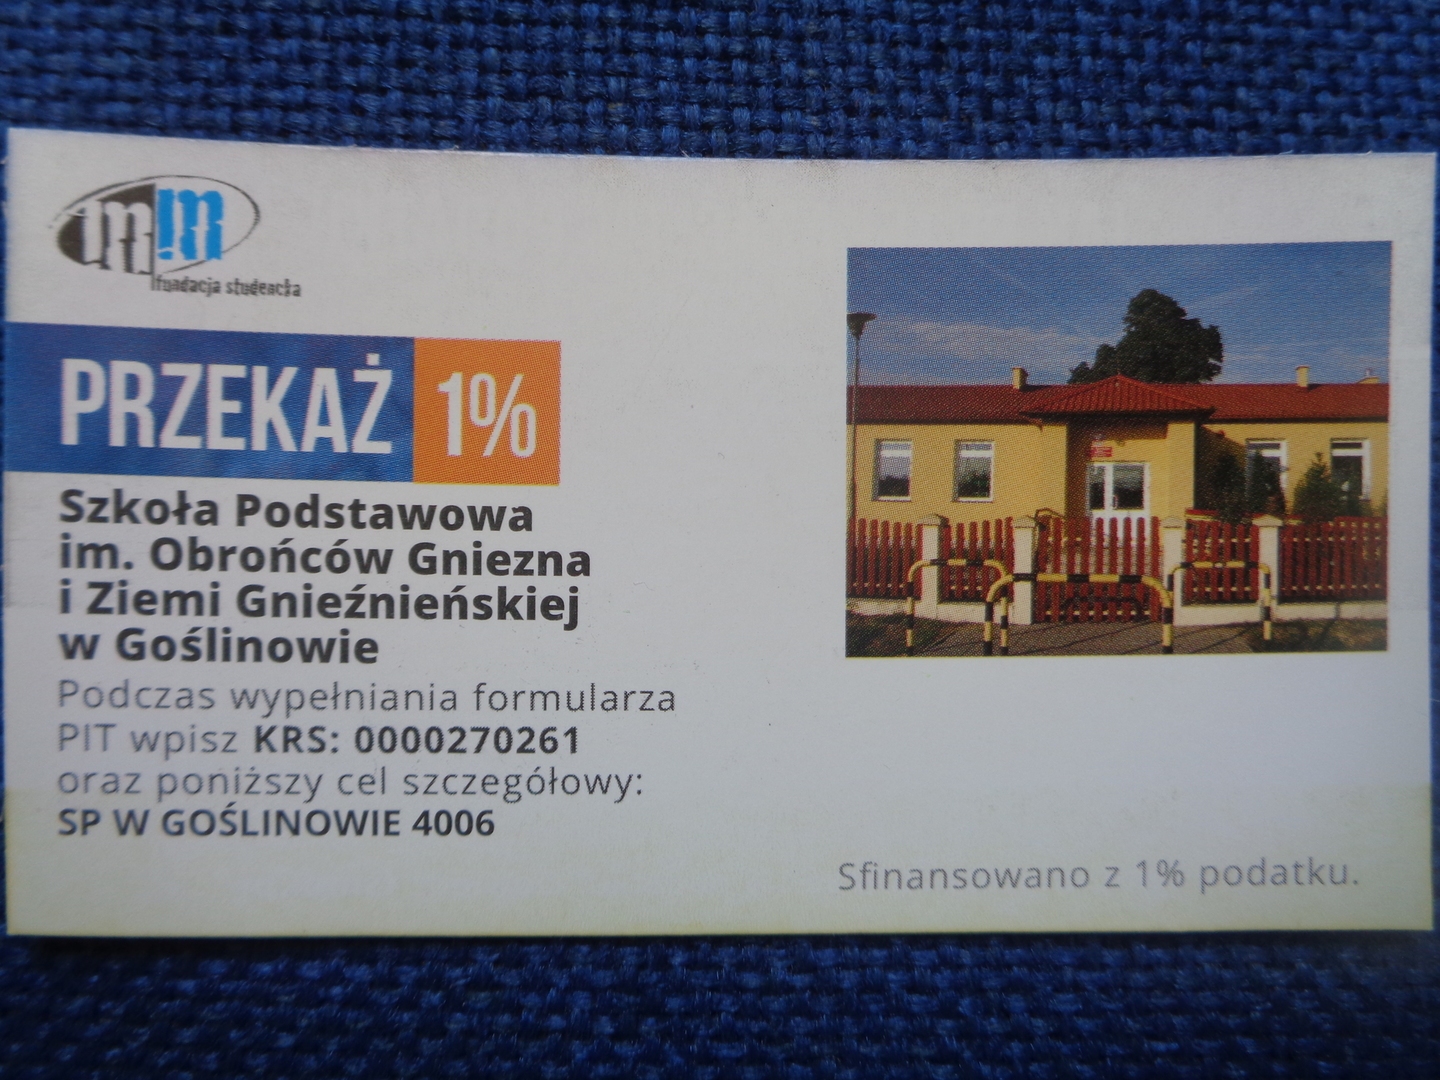 m!m
fundacja studencka
PRZEKAŻ 1%
Szkoła Podstawowa
im. Obrońców Gniezna
i Ziemi Gnieźnieńskiej
w Goślinowie
Podczas wypełniania formularza
PIT wpisz KRS: 0000270261
oraz poniższy cel szczegółowy:
SP W GOŚLINOWIE 4006
Sfinansowano z 1% podatku.